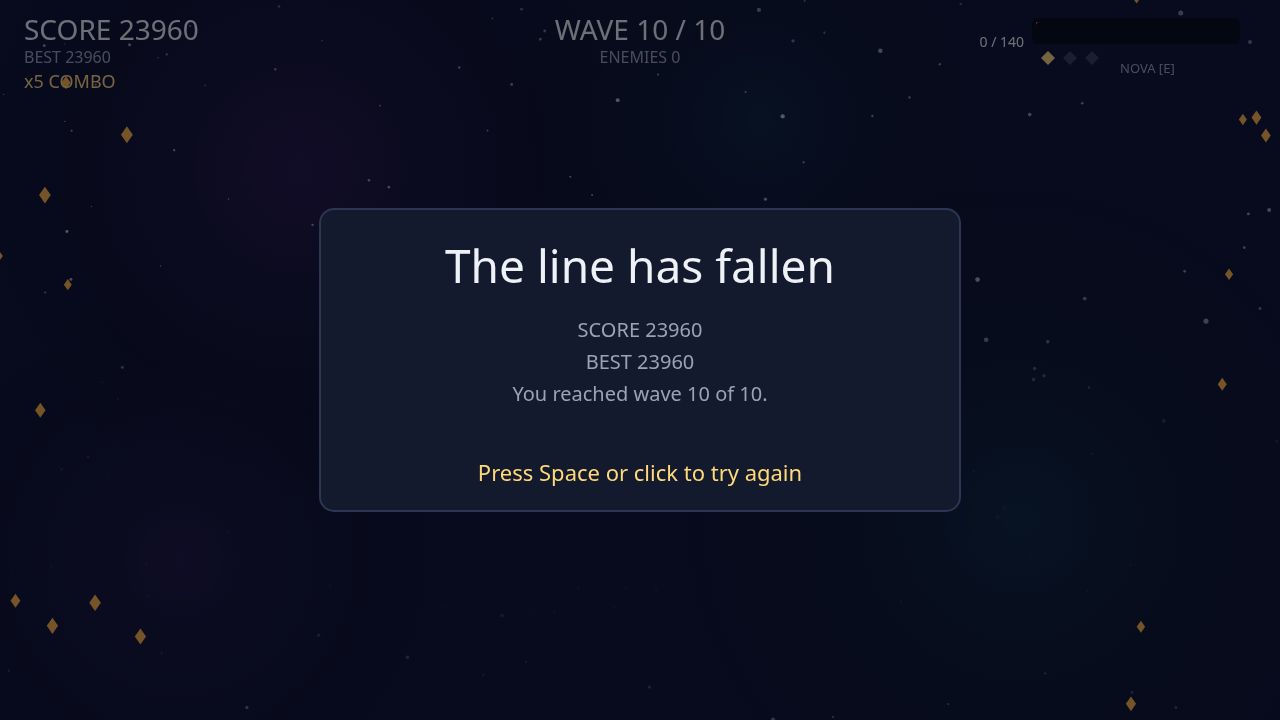 SCORE 23960
BEST 23960
x5 COMBO
WAVE 10 / 10
ENEMIES 0
0 / 140
NOVA [E]
The line has fallen
SCORE 23960
BEST 23960
You reached wave 10 of 10.
Press Space or click to try again